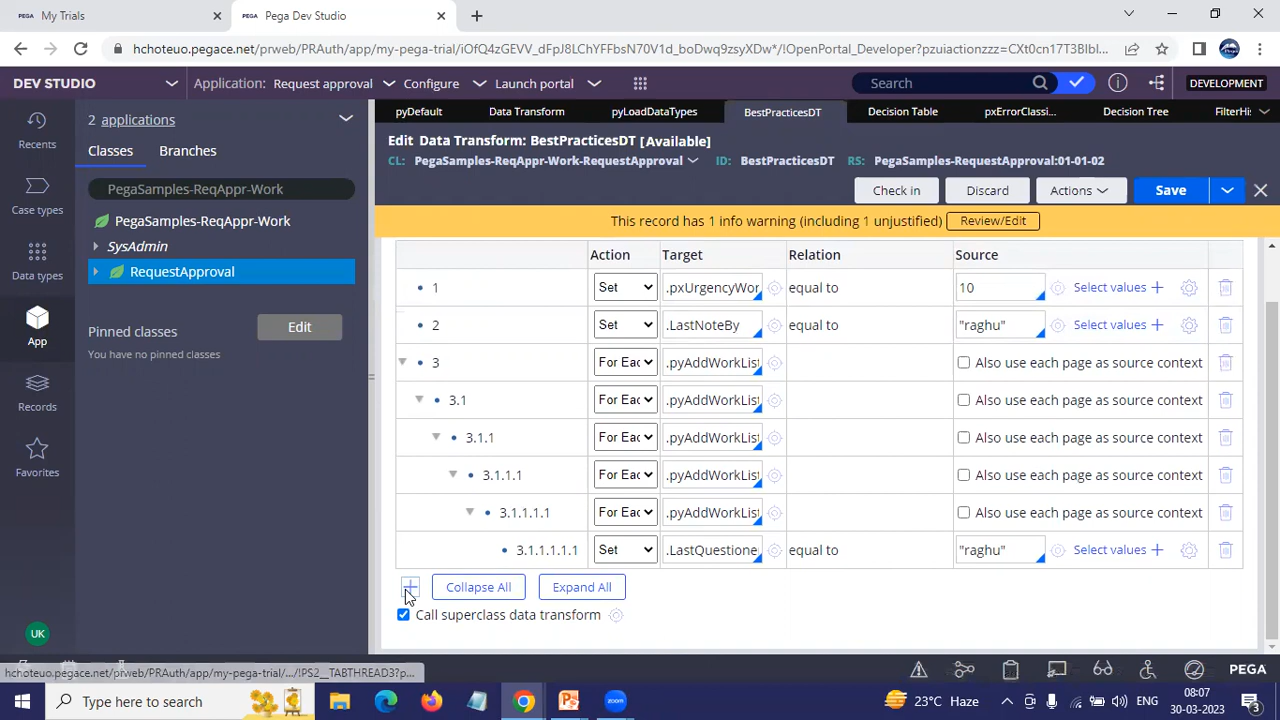 PEGA My Trials
PEGA Pega Dev Studio
hchoteuo.pegace.net/prweb/PRAuth/app/my-pega-trial/iOfQ4zGEVV_dFpJ8LChYFFbsN70V1d_boDwq9zsyXDw*/!OpenPortal_Developer?pzuiactionzzz=CXt0cn17T3BlbI...
DEV STUDIO
Application: Request approval
Configure
Launch portal
Search
DEVELOPMENT
Recents
Case types
Data types
App
Records
Favorites
UK
2 applications
Classes
Branches
PegaSamples-ReqAppr-Work
PegaSamples-ReqAppr-Work
SysAdmin
RequestApproval
Pinned classes
Edit
You have no pinned classes
pyDefault
Data Transform
pyLoadDataTypes
BestPracticesDT
Decision Table
pxErrorClassi...
Decision Tree
FilterHi
Edit Data Transform: BestPracticesDT [Available]
CL: PegaSamples-ReqAppr-Work-RequestApproval ID: BestPracticesDT RS: PegaSamples-RequestApproval:01-01-02
Check in
Discard
Actions
Save
This record has 1 info warning (including 1 unjustified) Review/Edit
Action Target Relation Source
1 Set .pxUrgencyWor equal to 10 Select values
2 Set .LastNoteBy equal to "raghu" Select values
3 For Eac .pyAddWorkList Also use each page as source context
3.1 For Eac .pyAddWorkList Also use each page as source context
3.1.1 For Eac .pyAddWorkList Also use each page as source context
3.1.1.1 For Eac .pyAddWorkList Also use each page as source context
3.1.1.1.1 For Eac .pyAddWorkList Also use each page as source context
3.1.1.1.1.1 Set .LastQuestione equal to "raghu" Select values
Collapse All
Expand All
Call superclass data transform
hchoteuo.pegace.net/prweb/PRAuth/app/my-pega-trial/.../!PS2__TABTHREAD3?p...
PEGA
Type here to search
23°C Haze
ENG
08:07
30-03-2023
3